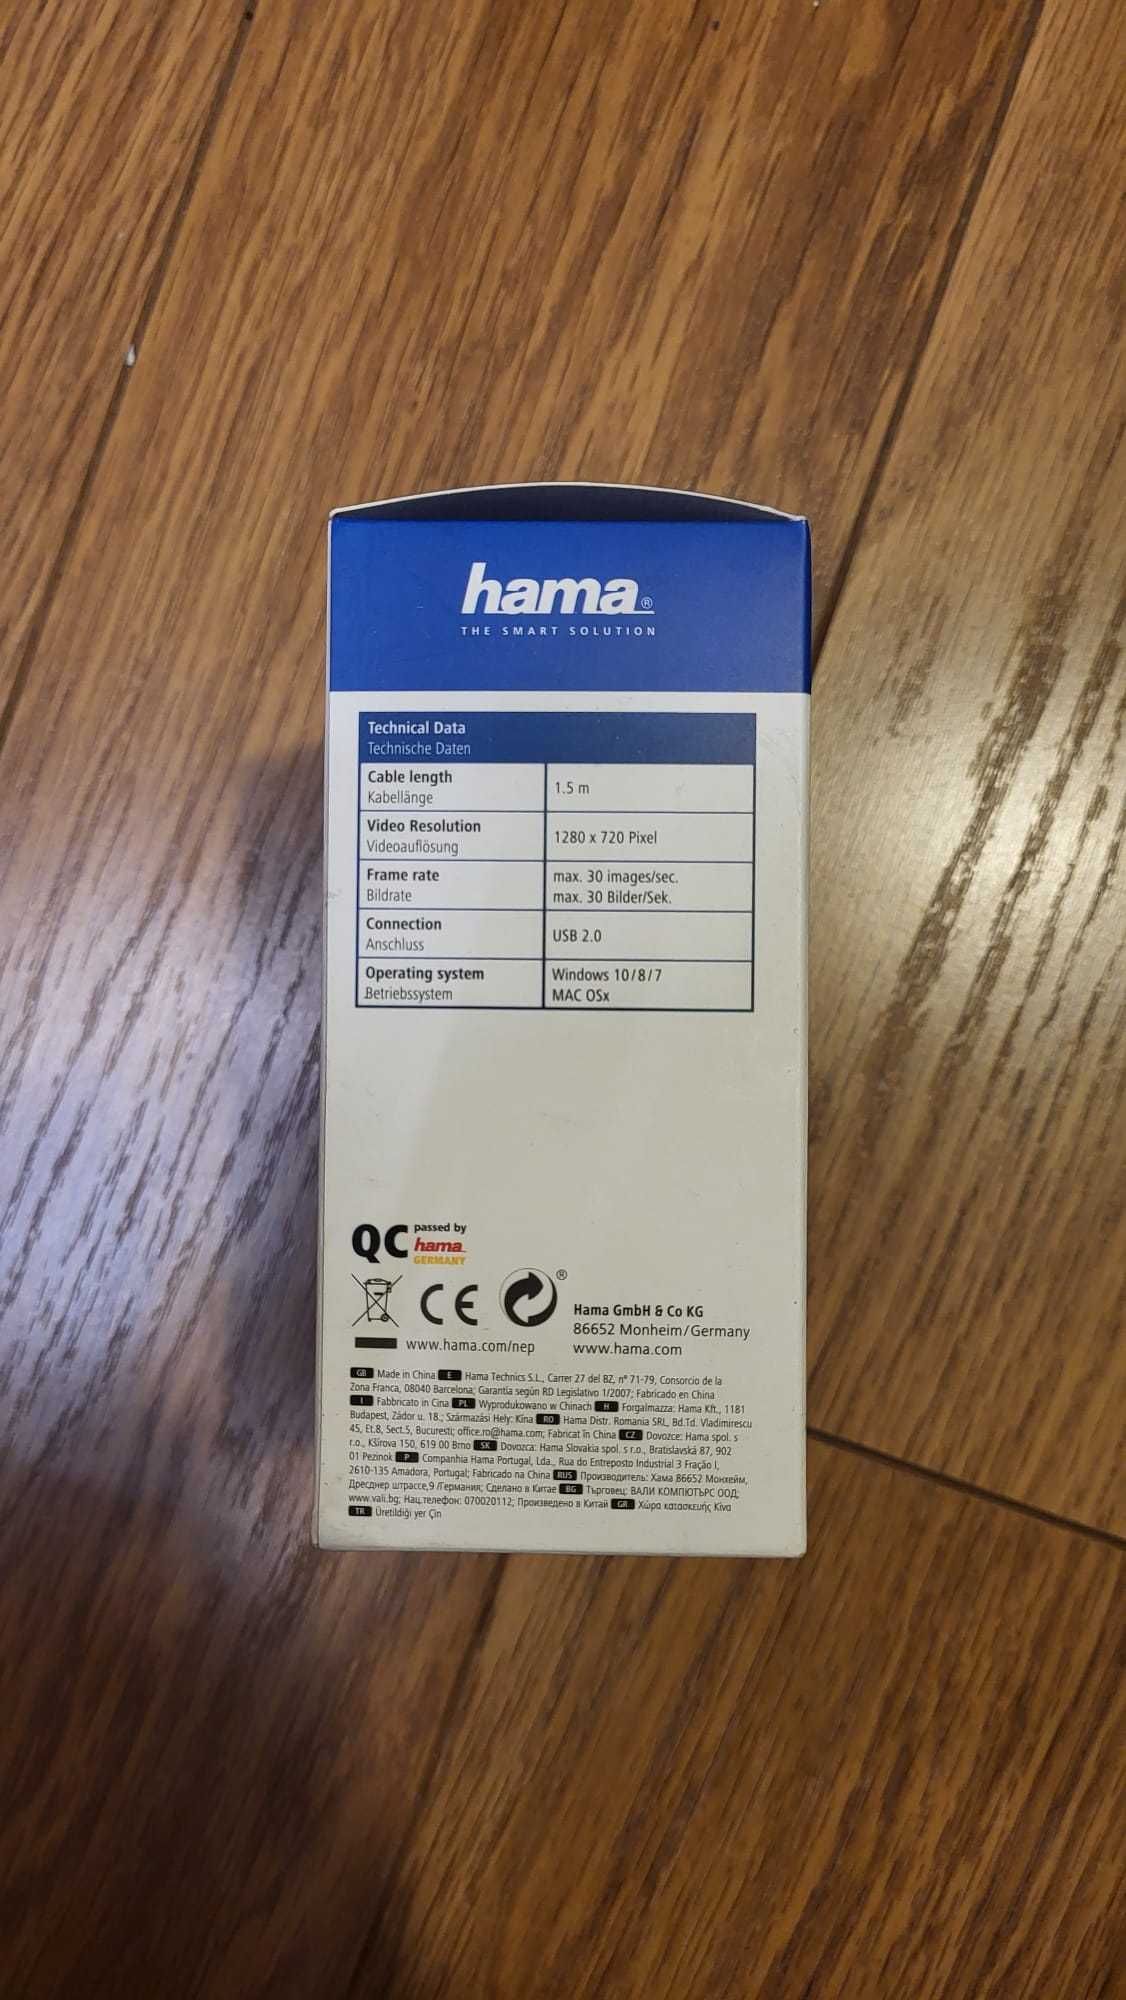 hama®
THE SMART SOLUTION
Technical Data
Technische Daten
Cable length
Kabellänge
1.5 m
Video Resolution
Videoauflösung
1280 x 720 Pixel
Frame rate
Bildrate
max. 30 images/sec.
max. 30 Bilder/Sek.
Connection
Anschluss
USB 2.0
Operating system
Betriebssystem
Windows 10/8/7
MAC OSx
QC passed by
hama
GERMANY
CE
®
www.hama.com/nep
Hama GmbH & Co KG
86652 Monheim/Germany
www.hama.com
GB Made in China E Hama Technics S.L., Carrer 27 del BZ, nº 71-79, Consorcio de la
Zona Franca, 08040 Barcelona; Garantía según RD Legislativo 1/2007; Fabricado en China
I Fabbricato in Cina PL Wyprodukowano w Chinach H Forgalmazza: Hama Kft., 1181
Budapest, Zádor u. 18.; Származási Hely: Kína RO Hama Distr. Romania SRL, Bd.Td. Vladimirescu
45, Et.8, Sect.5, Bucuresti; office.ro@hama.com; Fabricat în China CZ Dovozce: Hama spol. s
r.o., Kšírova 150, 619 00 Brno SK Dovozca: Hama Slovakia spol. s r.o., Bratislavská 87, 902
01 Pezinok P Companhia Hama Portugal, Lda., Rua do Entreposto Industrial 3 Fração I,
2610-135 Amadora, Portugal; Fabricado na China RUS Производитель: Хама 86652 Монхейм,
Дресднер штрассе,9 /Германия; Сделано в Китае BG Търговец: ВАЛИ КОМПЮТЪРС ООД;
www.vali.bg; Нац.телефон: 070020112; Произведено в Китай GR Χώρα κατασκευής Κίνα
TR Üretildiği yer Çin